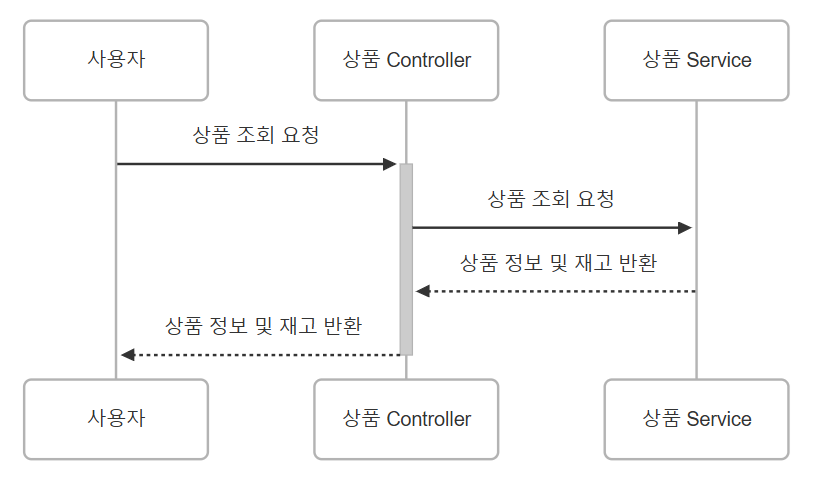 사용자
상품 Controller
상품 Service
상품 조회 요청
상품 조회 요청
상품 정보 및 재고 반환
상품 정보 및 재고 반환
사용자
상품 Controller
상품 Service